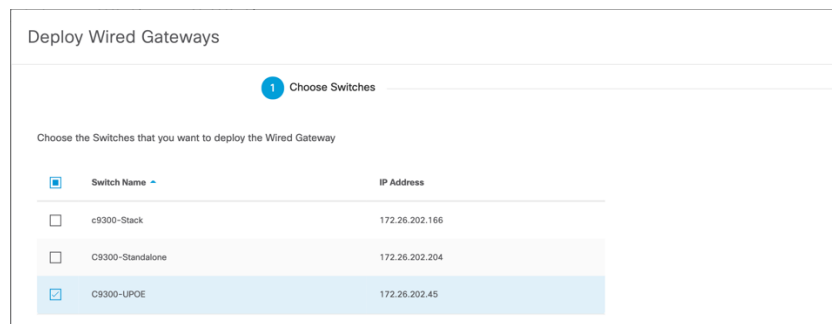 Deploy Wired Gateways
1 Choose Switches
Choose the Switches that you want to deploy the Wired Gateway
Switch Name IP Address
c9300-Stack 172.26.202.166
C9300-Standalone 172.26.202.204
C9300-UPOE 172.26.202.45